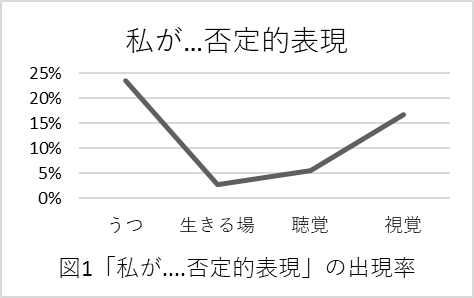 私が…否定的表現
25%
20%
15%
10%
5%
0%
うつ 生きる場 聴覚 視覚
図1「私が....否定的表現」の出現率